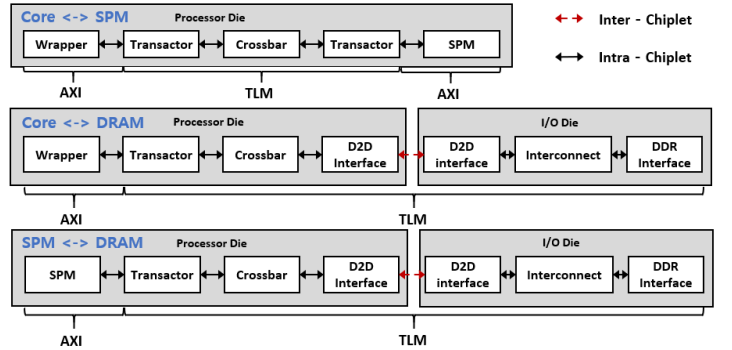 Core <-> SPM
Processor Die
Wrapper
Transactor
Crossbar
Transactor
SPM
AXI
TLM
AXI
Inter - Chiplet
Intra - Chiplet
Core <-> DRAM
Processor Die
I/O Die
Wrapper
Transactor
Crossbar
D2D
Interface
D2D
interface
Interconnect
DDR
Interface
AXI
TLM
SPM <-> DRAM
Processor Die
I/O Die
SPM
Transactor
Crossbar
D2D
Interface
D2D
interface
Interconnect
DDR
Interface
AXI
TLM